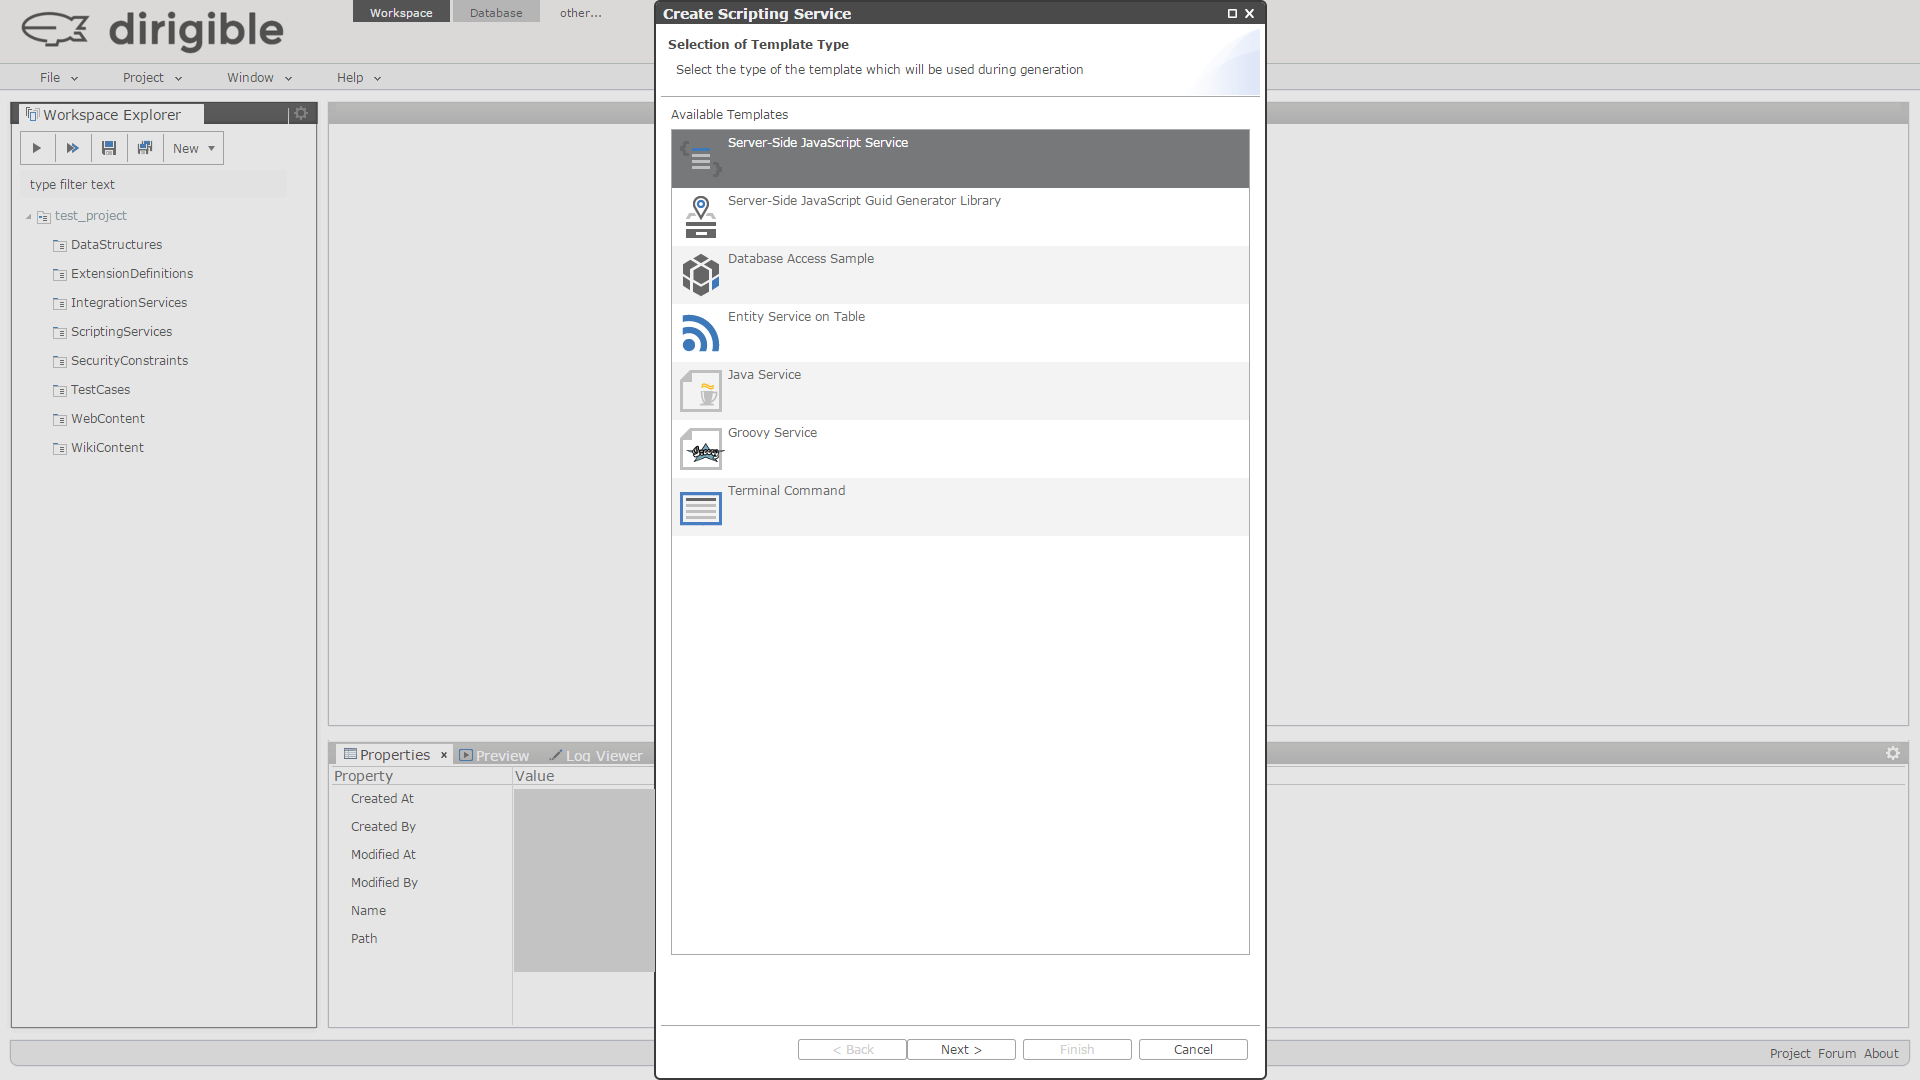 dirigible
Workspace
Database
other...
File
Project
Window
Help
Workspace Explorer
New
type filter text
test_project
DataStructures
ExtensionDefinitions
IntegrationServices
ScriptingServices
SecurityConstraints
TestCases
WebContent
WikiContent
Properties
Preview
Log Viewer
Property
Value
Created At
Created By
Modified At
Modified By
Name
Path
Create Scripting Service
Selection of Template Type
Select the type of the template which will be used during generation
Available Templates
Server-Side JavaScript Service
Server-Side JavaScript Guid Generator Library
Database Access Sample
Entity Service on Table
Java Service
Groovy Service
Terminal Command
< Back
Next >
Finish
Cancel
Project
Forum
About